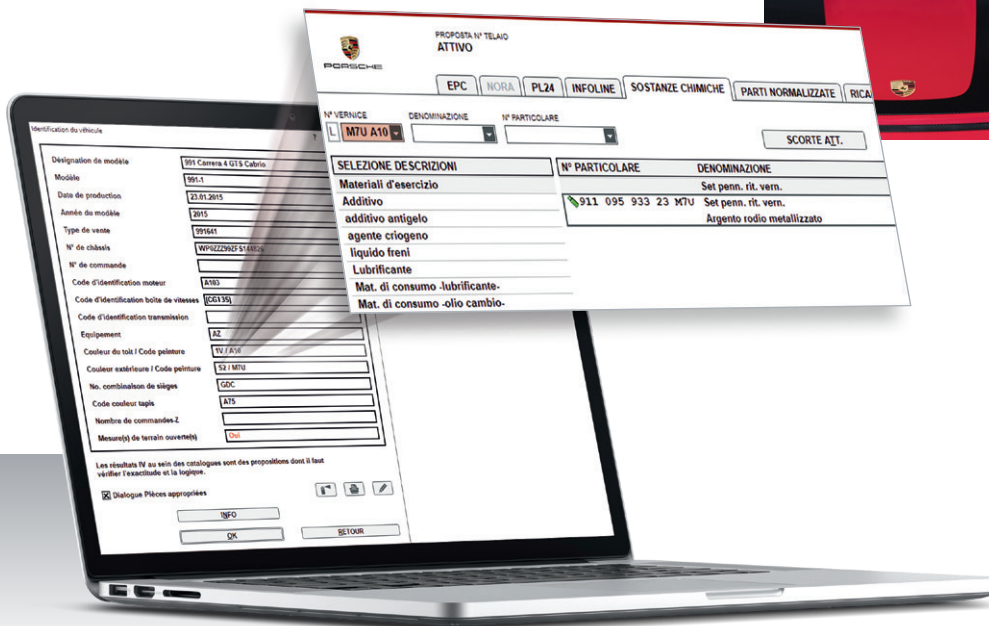 PORSCHE
PROPOSTA N° TELAIO
ATTIVO
EPC NORA PL24 INFOLINE SOSTANZE CHIMICHE PARTI NORMALIZZATE RICA
N° VERNICE DENOMINAZIONE N° PARTICOLARE
L M7U A10
SCORTE ATT.
SELEZIONE DESCRIZIONI
Materiali d'esercizio
Additivo
additivo antigelo
agente criogeno
liquido freni
Lubrificante
Mat. di consumo -lubrificante-
Mat. di consumo -olio cambio-
N° PARTICOLARE DENOMINAZIONE
Set penn. rit. vern.
911 095 933 23 M7U Set penn. rit. vern.
Argento rodio metallizzato
Identification du véhicule
?
Désignation de modèle 991 Carrera 4 GTS Cabrio
Modèle 991-1
Date de production 23.01.2015
Année du modèle 2015
Type de vente 991641
N° de châssis
N° de commande
Code d'identification moteur A103
Code d'identification boîte de vitesses (CG135)
Code d'identification transmission
Equipement AZ
Couleur du toit / Code peinture 1V / A10
Couleur extérieure / Code peinture S2 / M7U
No. combinaison de sièges GDC
Code couleur tapis A75
Nombre de commandes-Z
Mesure(s) de terrain ouverte(s) Oui
Les résultats IV au sein des catalogues sont des propositions dont il faut
vérifier l'exactitude et la logique.
Dialogue Pièces appropriées
INFO
OK
RETOUR